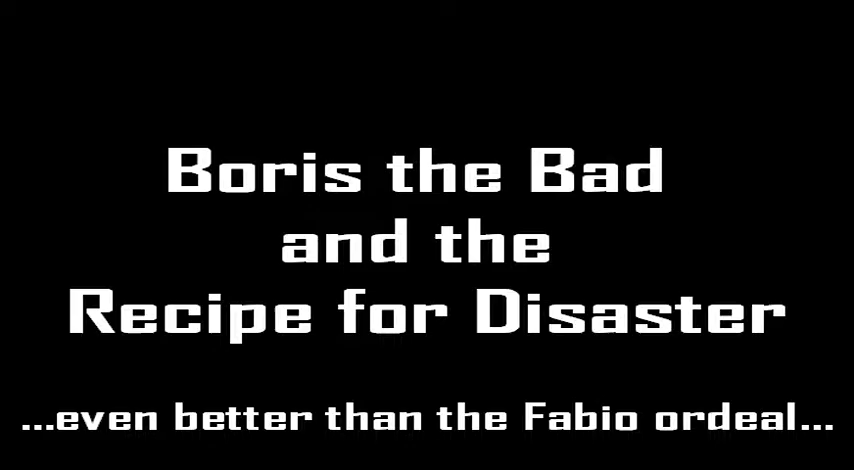 Boris the Bad
and the
Recipe for Disaster
...even better than the Fabio ordeal...